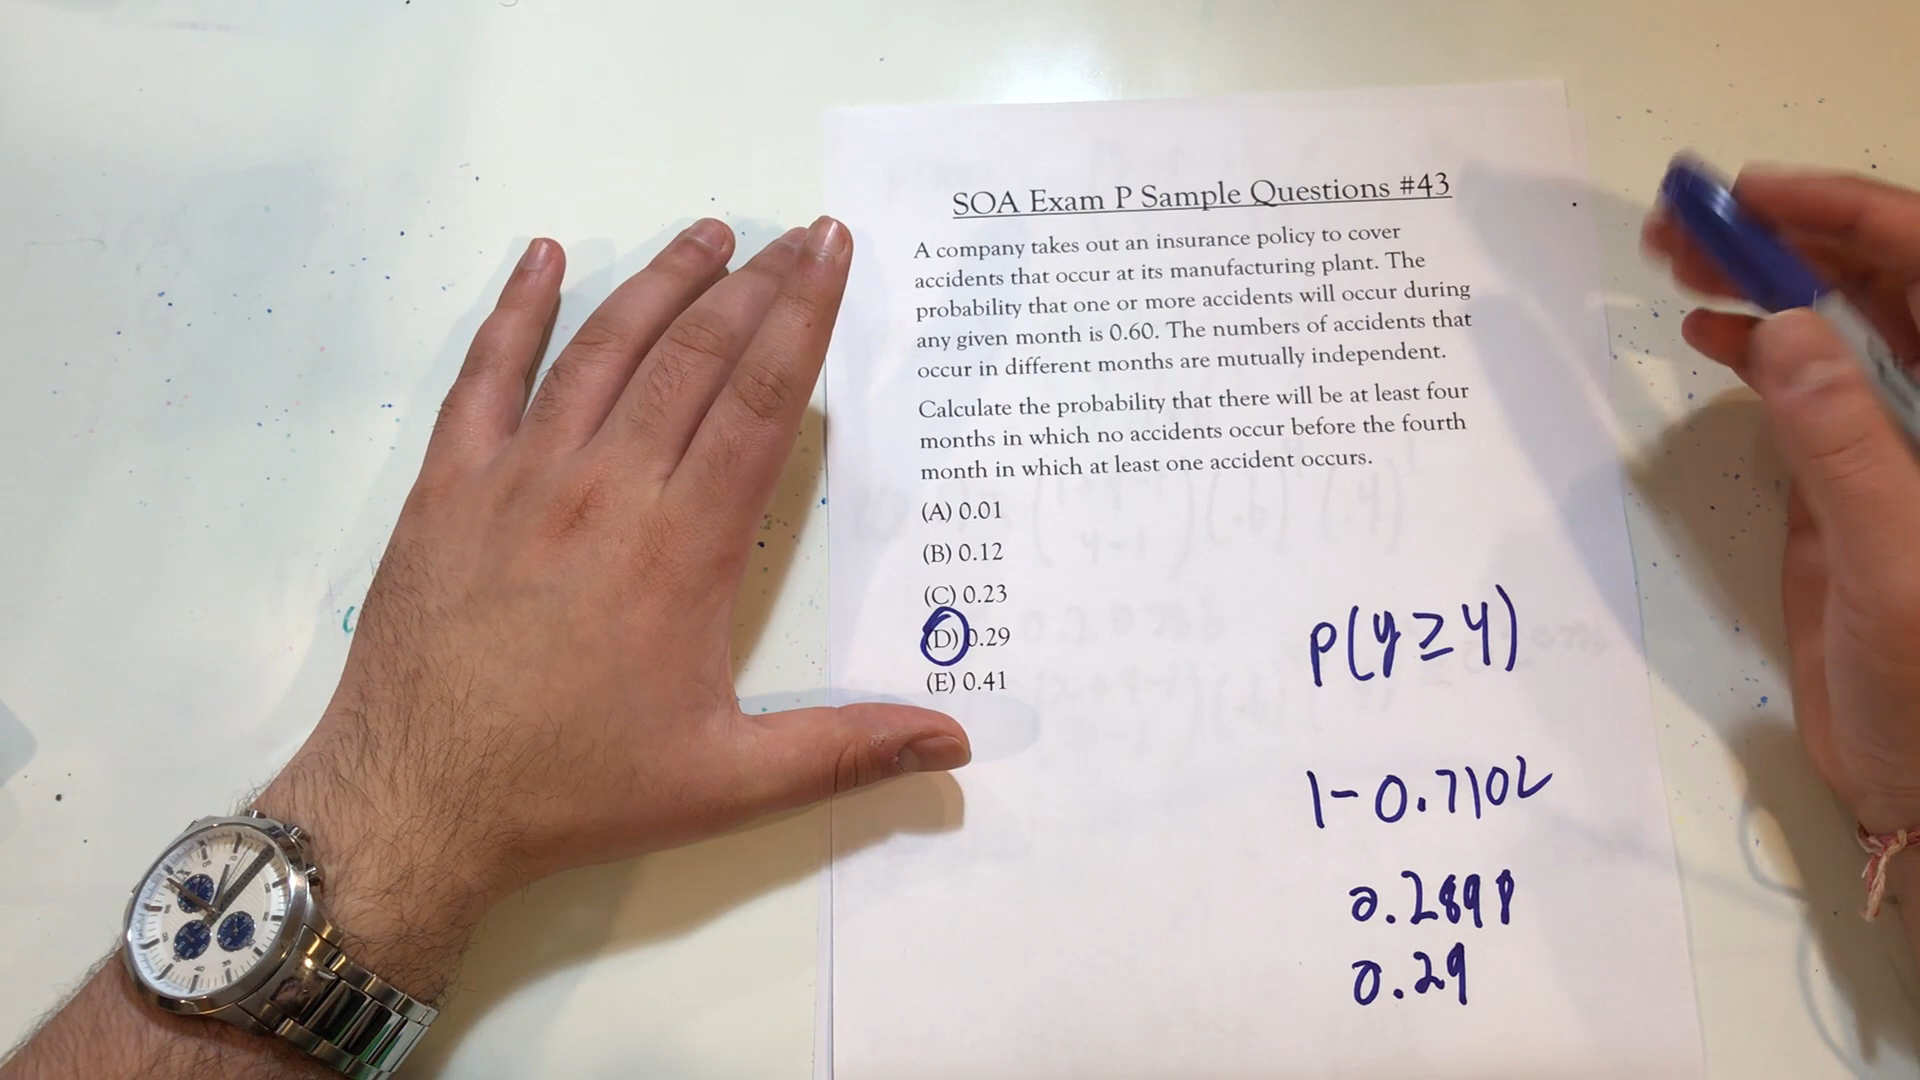 SOA Exam P Sample Questions #43
A company takes out an insurance policy to cover
accidents that occur at its manufacturing plant. The
probability that one or more accidents will occur during
any given month is 0.60. The numbers of accidents that
occur in different months are mutually independent.
Calculate the probability that there will be at least four
months in which no accidents occur before the fourth
month in which at least one accident occurs.
(A) 0.01
(B) 0.12
(C) 0.23
(D) 0.29
(E) 0.41
P(y ≥ 4)
1-0.7102
0.2898
0.29